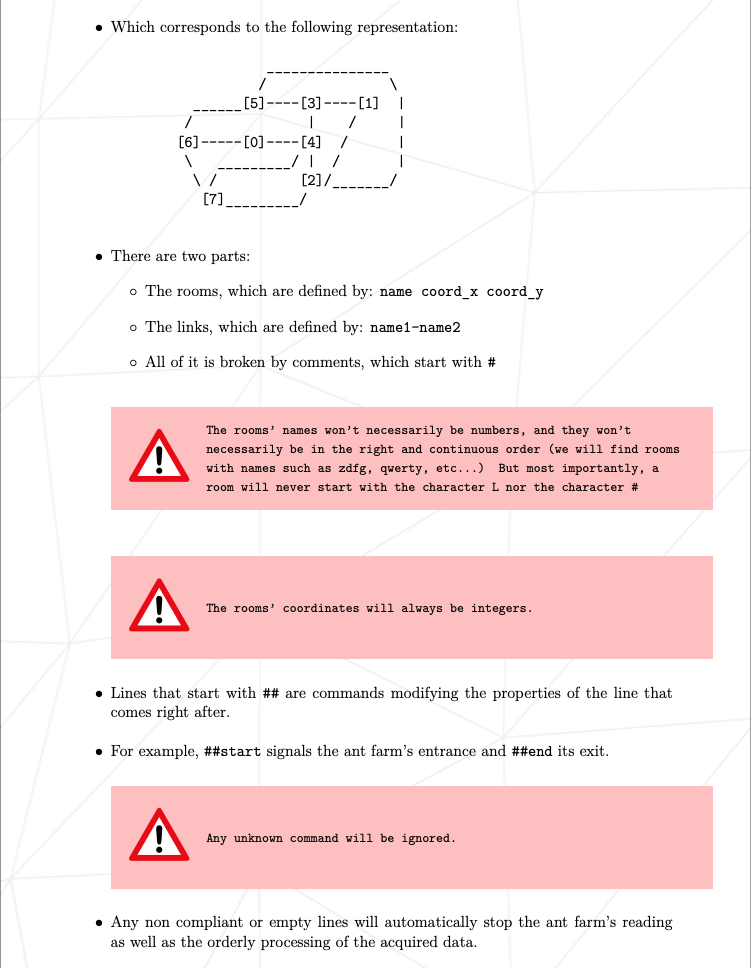 • Which corresponds to the following representation:
           _______________
          /               \
  ______[5]----[3]----[1]  |
 /              |    /     |
[6]-----[0]----[4]  /      |
 \   _________/ |  /       |
  \ /          [2]/_______/
  [7]_________/
• There are two parts:
◦ The rooms, which are defined by: name coord_x coord_y
◦ The links, which are defined by: name1-name2
◦ All of it is broken by comments, which start with #
The rooms' names won't necessarily be numbers, and they won't
necessarily be in the right and continuous order (we will find rooms
with names such as zdfg, qwerty, etc...) But most importantly, a
room will never start with the character L nor the character #
The rooms' coordinates will always be integers.
• Lines that start with ## are commands modifying the properties of the line that
comes right after.
• For example, ##start signals the ant farm's entrance and ##end its exit.
Any unknown command will be ignored.
• Any non compliant or empty lines will automatically stop the ant farm's reading
as well as the orderly processing of the acquired data.